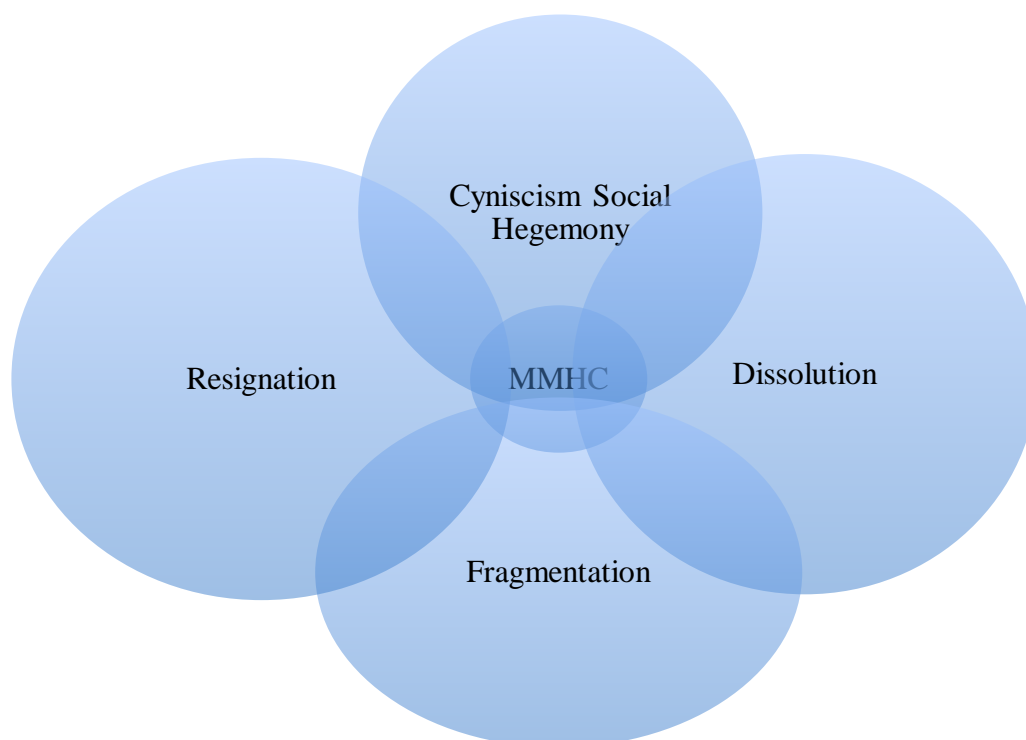 Cyniscism Social
Hegemony
Resignation
MMHC
Dissolution
Fragmentation